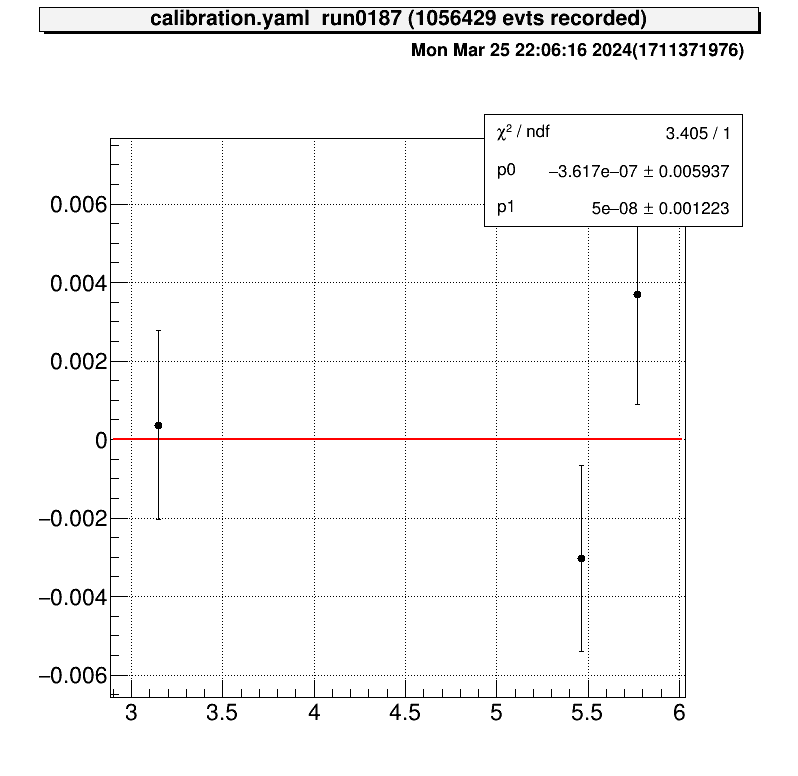 calibration.yaml run0187 (1056429 evts recorded)
Mon Mar 25 22:06:16 2024(1711371976)
χ² / ndf 3.405 / 1
p0 −3.617e−07 ± 0.005937
p1 5e−08 ± 0.001223
0.006
0.004
0.002
0
−0.002
−0.004
−0.006
3 3.5 4 4.5 5 5.5 6